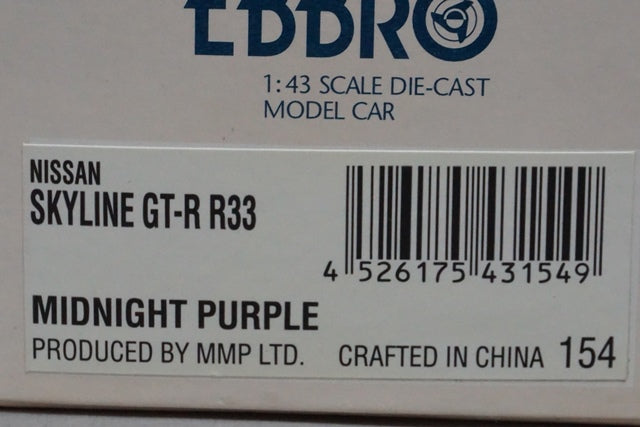 EBBRO
1:43 SCALE DIE-CAST
MODEL CAR
NISSAN
SKYLINE GT-R R33
4 526175 431549
MIDNIGHT PURPLE
PRODUCED BY MMP LTD. CRAFTED IN CHINA 154